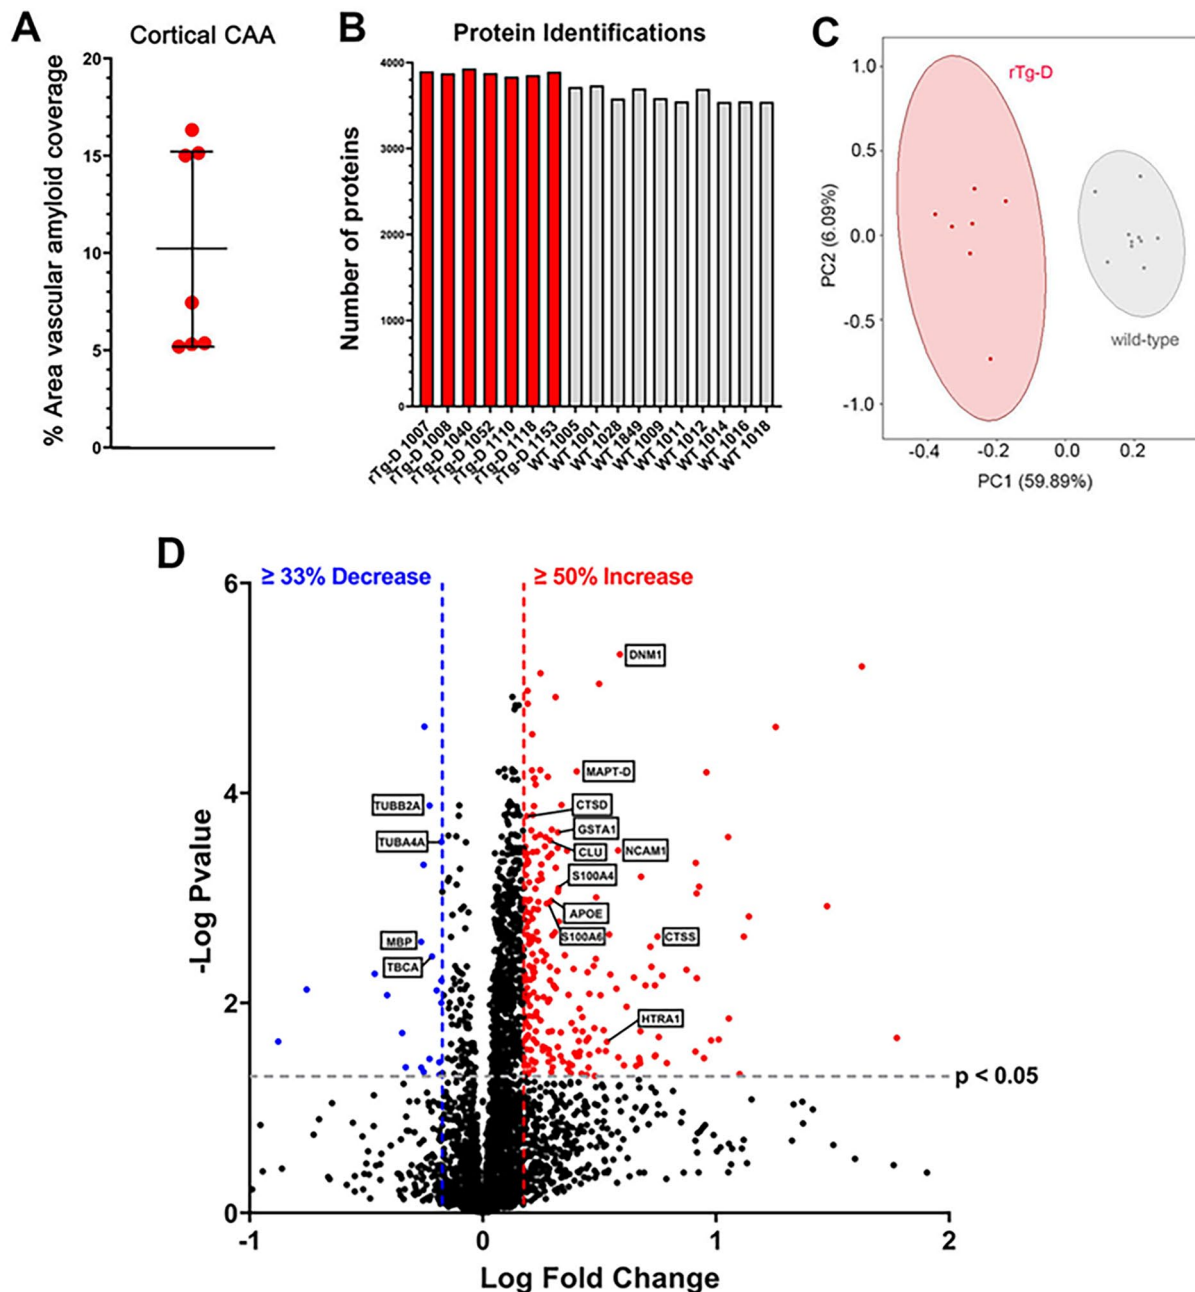 A
Cortical CAA
% Area vascular amyloid coverage
20
15
10
5
0
B
Protein Identifications
Number of proteins
4000
3000
2000
1000
0
rTg-D 1007
rTg-D 1008
rTg-D 1040
rTg-D 1052
rTg-D 1110
rTg-D 1118
rTg-D 1153
WT 1005
WT 1001
WT 1028
WT 1849
WT 1009
WT 1011
WT 1012
WT 1014
WT 1016
WT 1018
C
rTg-D
wild-type
PC2 (6.09%)
1.0
0.5
0.0
-0.5
-1.0
-0.4
-0.2
0.0
0.2
PC1 (59.89%)
D
≥ 33% Decrease
≥ 50% Increase
-Log Pvalue
6
4
2
0
DNM1
MAPT-D
TUBB2A
CTSD
GSTA1
TUBA4A
CLU
NCAM1
S100A4
APOE
S100A6
CTSS
MBP
TBCA
HTRA1
p < 0.05
-1
0
1
2
Log Fold Change